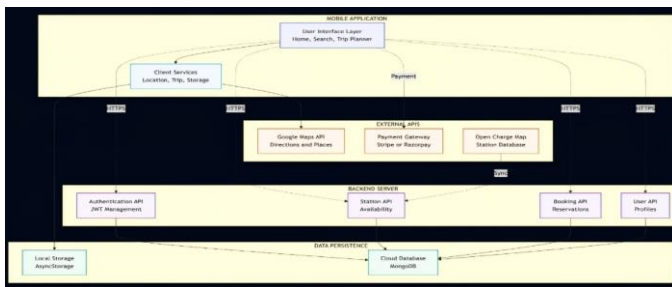 MOBILE APPLICATION
User Interface Layer
Home, Search, Trip Planner
Client Services
Location, Trip, Storage
Payment
HTTPS
HTTPS
HTTPS
HTTPS
EXTERNAL APIS
Google Maps API
Directions and Places
Payment Gateway
Stripe or Razorpay
Open Charge Map
Station Database
Sync
BACKEND SERVER
Authentication API
JWT Management
Station API
Availability
Booking API
Reservations
User API
Profiles
DATA PERSISTENCE
Local Storage
AsyncStorage
Cloud Database
MongoDB